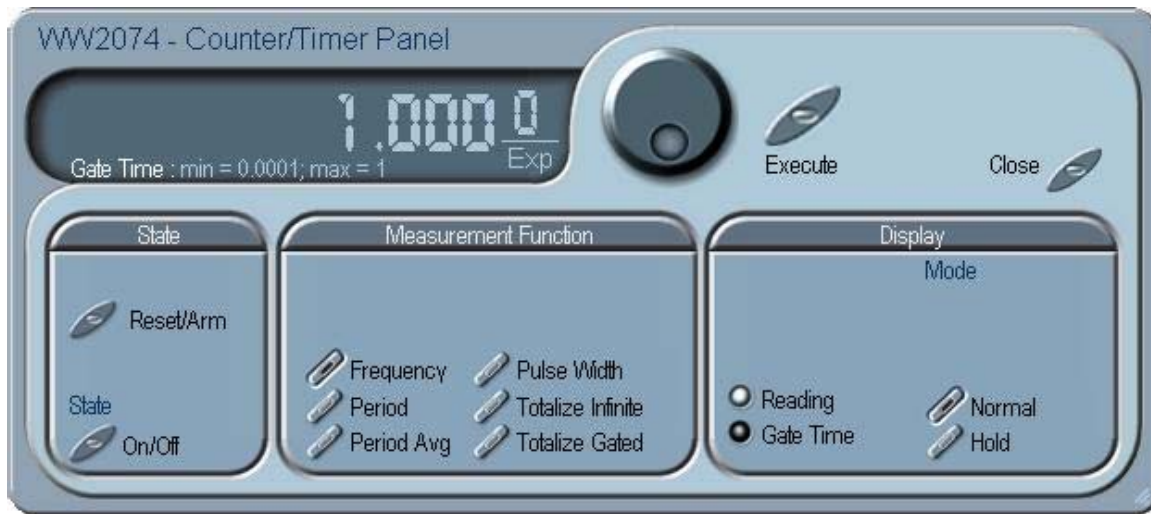 WW2074 - Counter/Timer Panel
1.000 0
Exp
Gate Time : min = 0.0001; max = 1
Execute
Close
State
Reset/Arm
State
On/Off
Measurement Function
Frequency
Period
Period Avg
Pulse Width
Totalize Infinite
Totalize Gated
Display
Mode
Reading
Gate Time
Normal
Hold